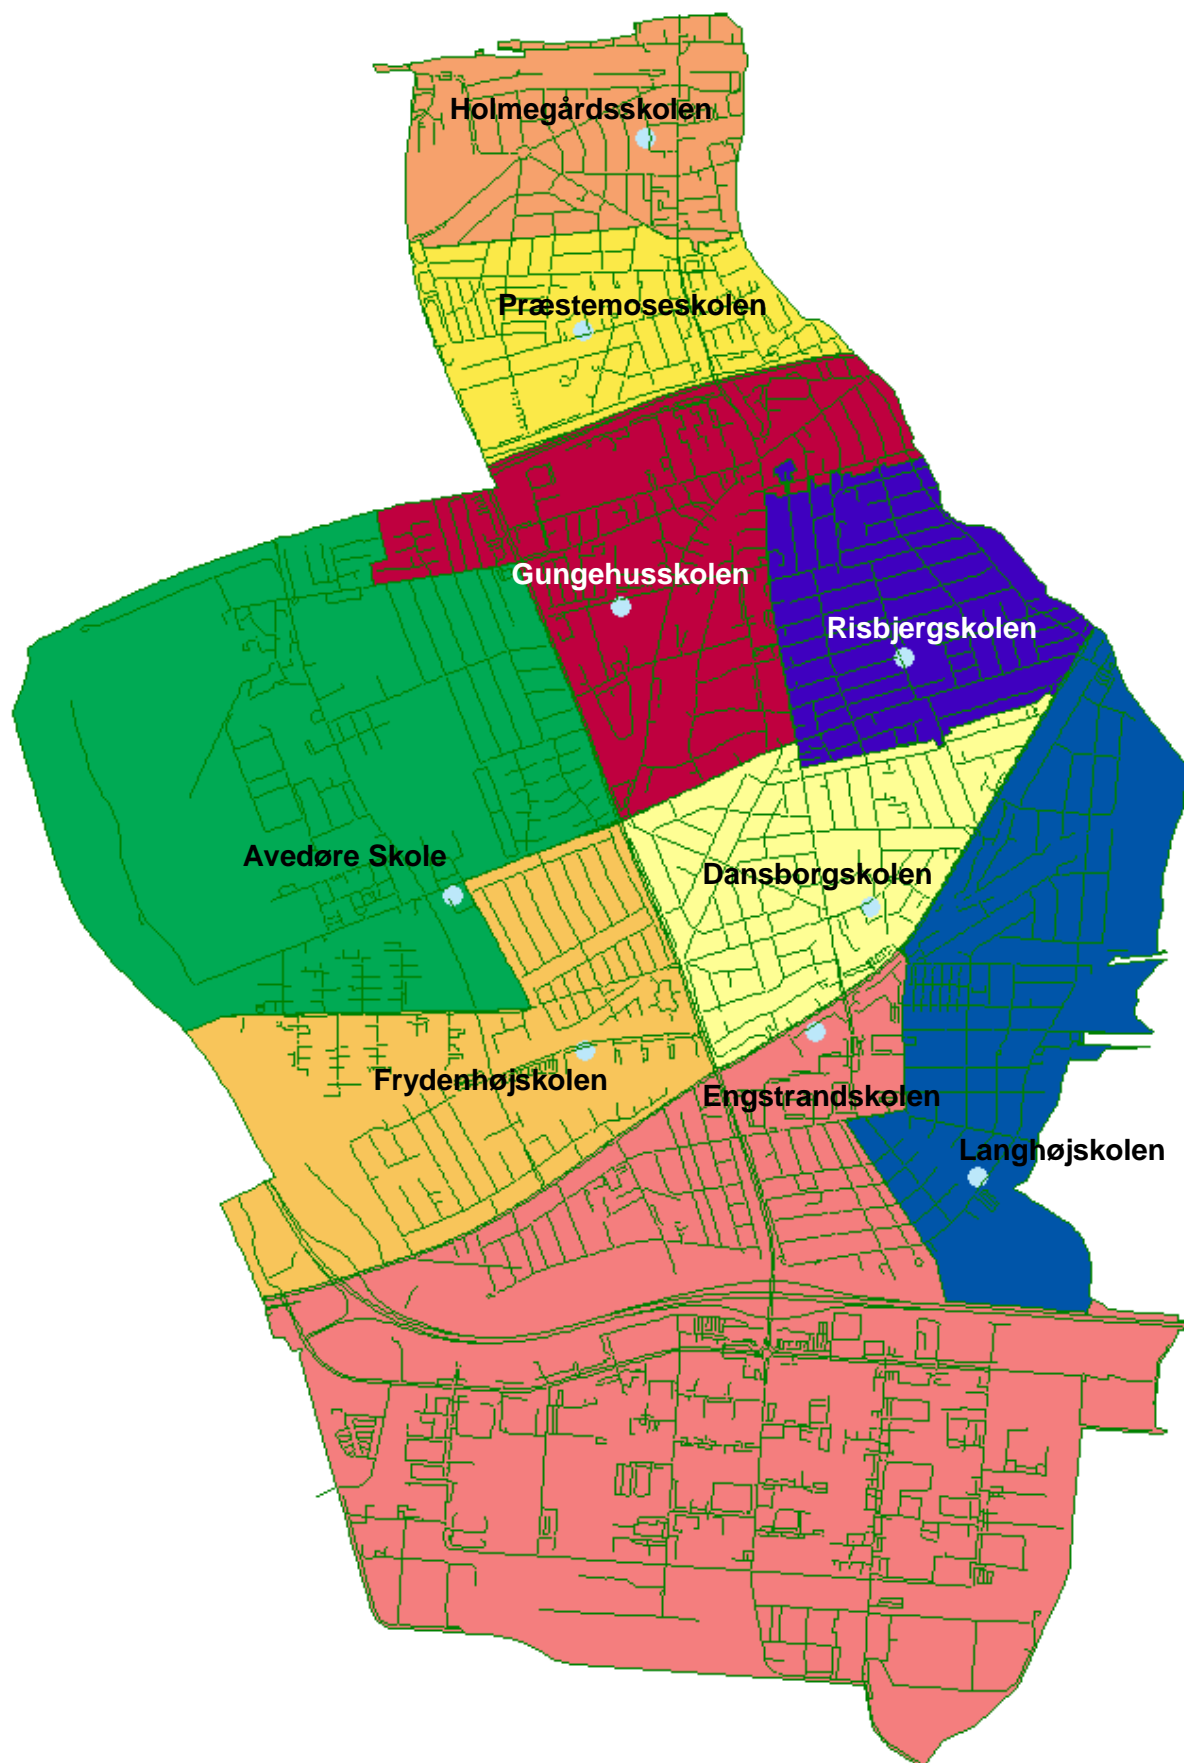 Holmegårdsskolen
Præstemoseskolen
Gungehusskolen
Risbjergskolen
Avedøre Skole
Dansborgskolen
Frydenhøjskolen
Engstrandskolen
Langhøjskolen